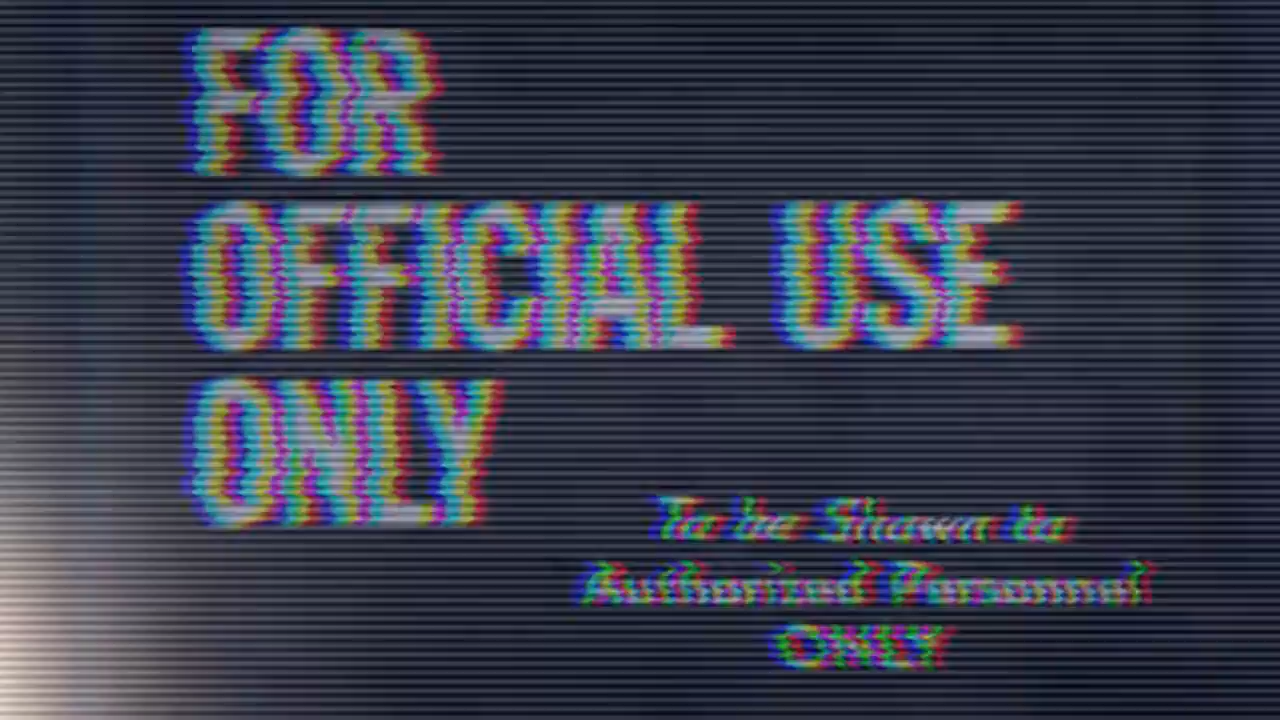 FOR
OFFICIAL USE
ONLY
To be Shown to
Authorized Personnel
ONLY